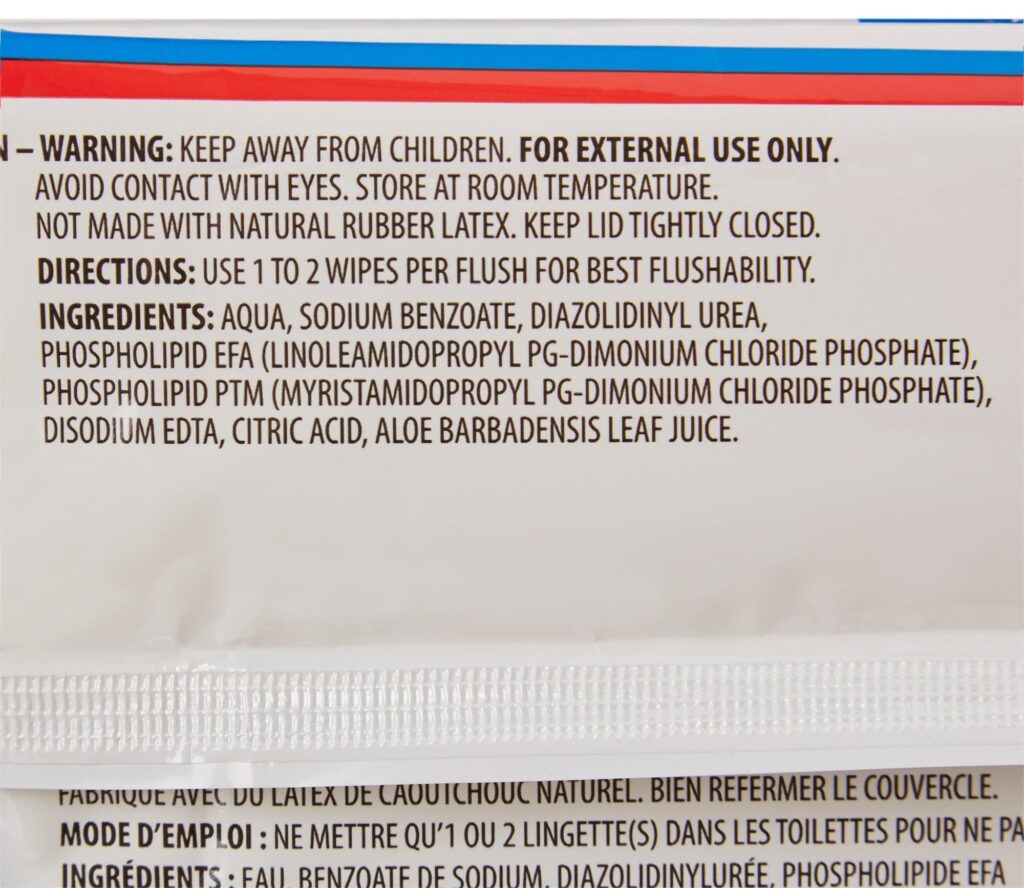 – WARNING: KEEP AWAY FROM CHILDREN. FOR EXTERNAL USE ONLY.
AVOID CONTACT WITH EYES. STORE AT ROOM TEMPERATURE.
NOT MADE WITH NATURAL RUBBER LATEX. KEEP LID TIGHTLY CLOSED.
DIRECTIONS: USE 1 TO 2 WIPES PER FLUSH FOR BEST FLUSHABILITY.
INGREDIENTS: AQUA, SODIUM BENZOATE, DIAZOLIDINYL UREA,
PHOSPHOLIPID EFA (LINOLEAMIDOPROPYL PG-DIMONIUM CHLORIDE PHOSPHATE),
PHOSPHOLIPID PTM (MYRISTAMIDOPROPYL PG-DIMONIUM CHLORIDE PHOSPHATE),
DISODIUM EDTA, CITRIC ACID, ALOE BARBADENSIS LEAF JUICE.
FABRIQUÉ AVEC DU LATEX DE CAOUTCHOUC NATUREL. BIEN REFERMER LE COUVERCLE.
MODE D'EMPLOI : NE METTRE QU'1 OU 2 LINGETTE(S) DANS LES TOILETTES POUR NE
INGRÉDIENTS : EAU, BENZOATE DE SODIUM, DIAZOLIDINYLURÉE, PHOSPHOLIPIDE EFA